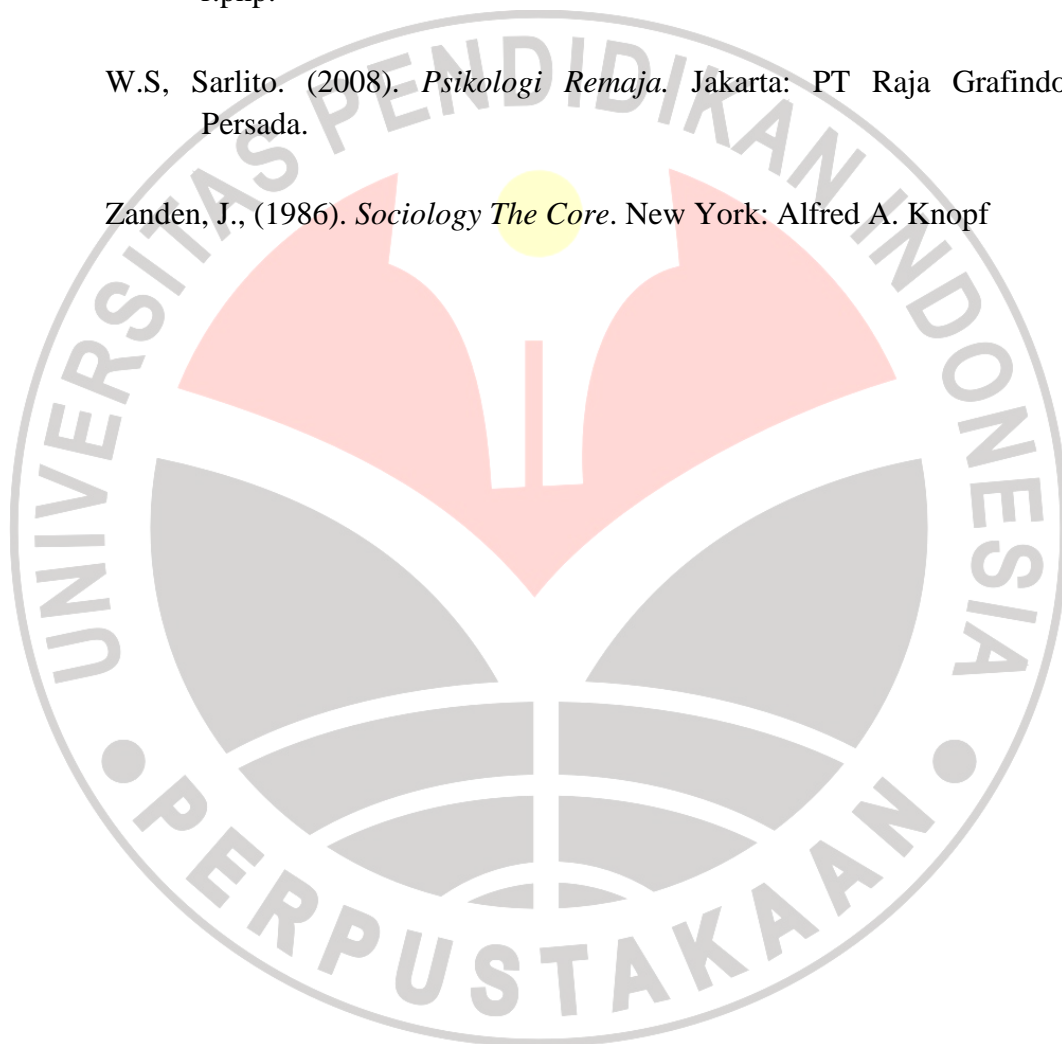 W.S, Sarlito. (2008). Psikologi Remaja. Jakarta: PT Raja Grafindo
Persada.
Zanden, J., (1986). Sociology The Core. New York: Alfred A. Knopf
UNIVERSITAS PENDIDIKAN INDONESIA
PERPUSTAKAAN